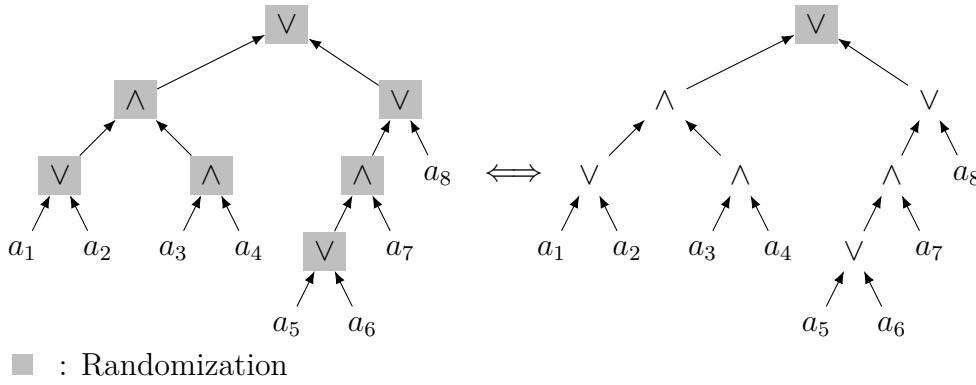 ∨ ∨
∧ ∨ ∧ ∨
∨ ∧ ∧ a₈ ⟺ ∨ ∧ ∧ a₈
a₁ a₂ a₃ a₄ ∨ a₇ a₁ a₂ a₃ a₄ ∨ a₇
a₅ a₆ a₅ a₆
: Randomization